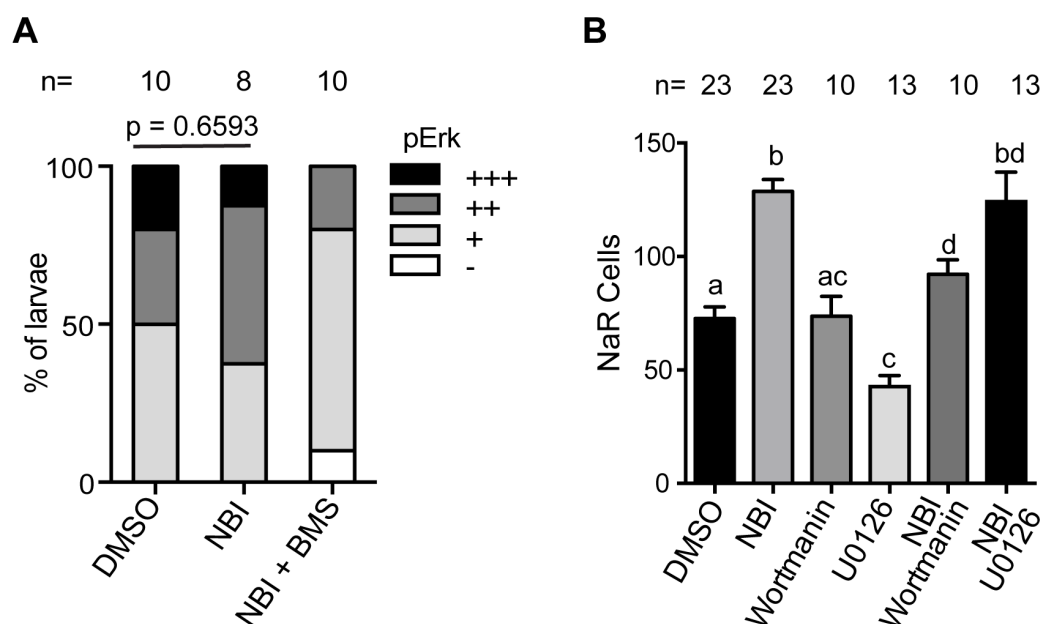 A
n= 10 8 10
p = 0.6593
pErk
+++
++
+
-
100
50
0
% of larvae
DMSO
NBI
NBI + BMS
B
n= 23 23 10 13 10 13
150
100
50
0
NaR Cells
a
b
ac
c
d
bd
DMSO
NBI
Wortmanin
U0126
NBI
Wortmanin
NBI
U0126